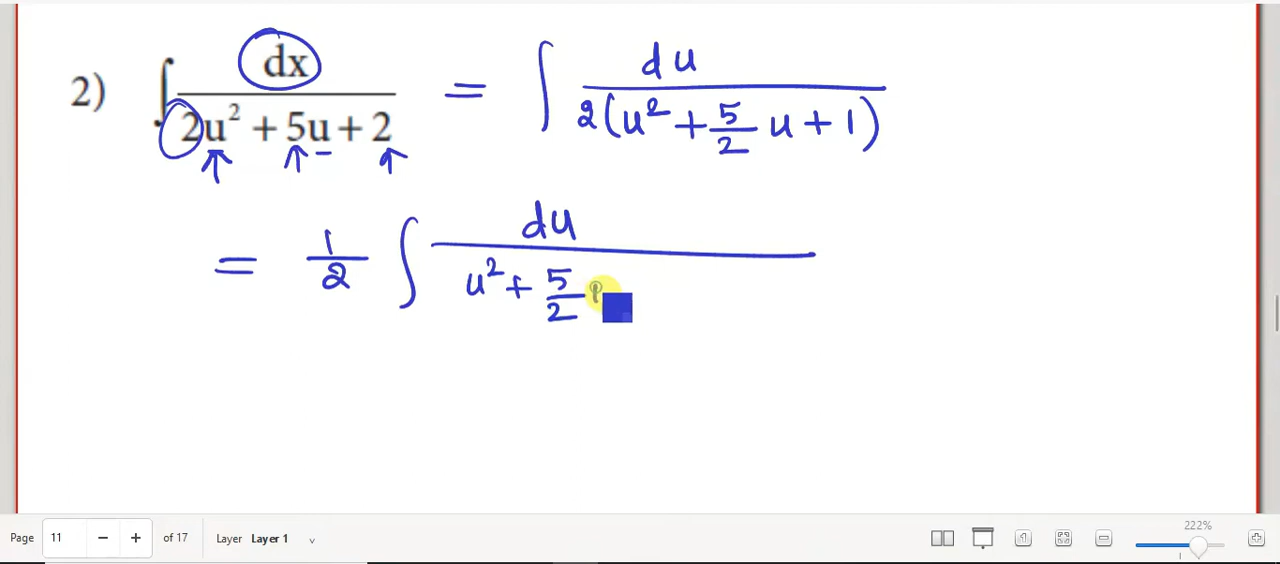 2) ∫ dx / (2u² + 5u + 2) = ∫ du / 2(u² + 5/2 u + 1)
= 1/2 ∫ du / u² + 5/2
Page 11 − + of 17 Layer Layer 1 222%